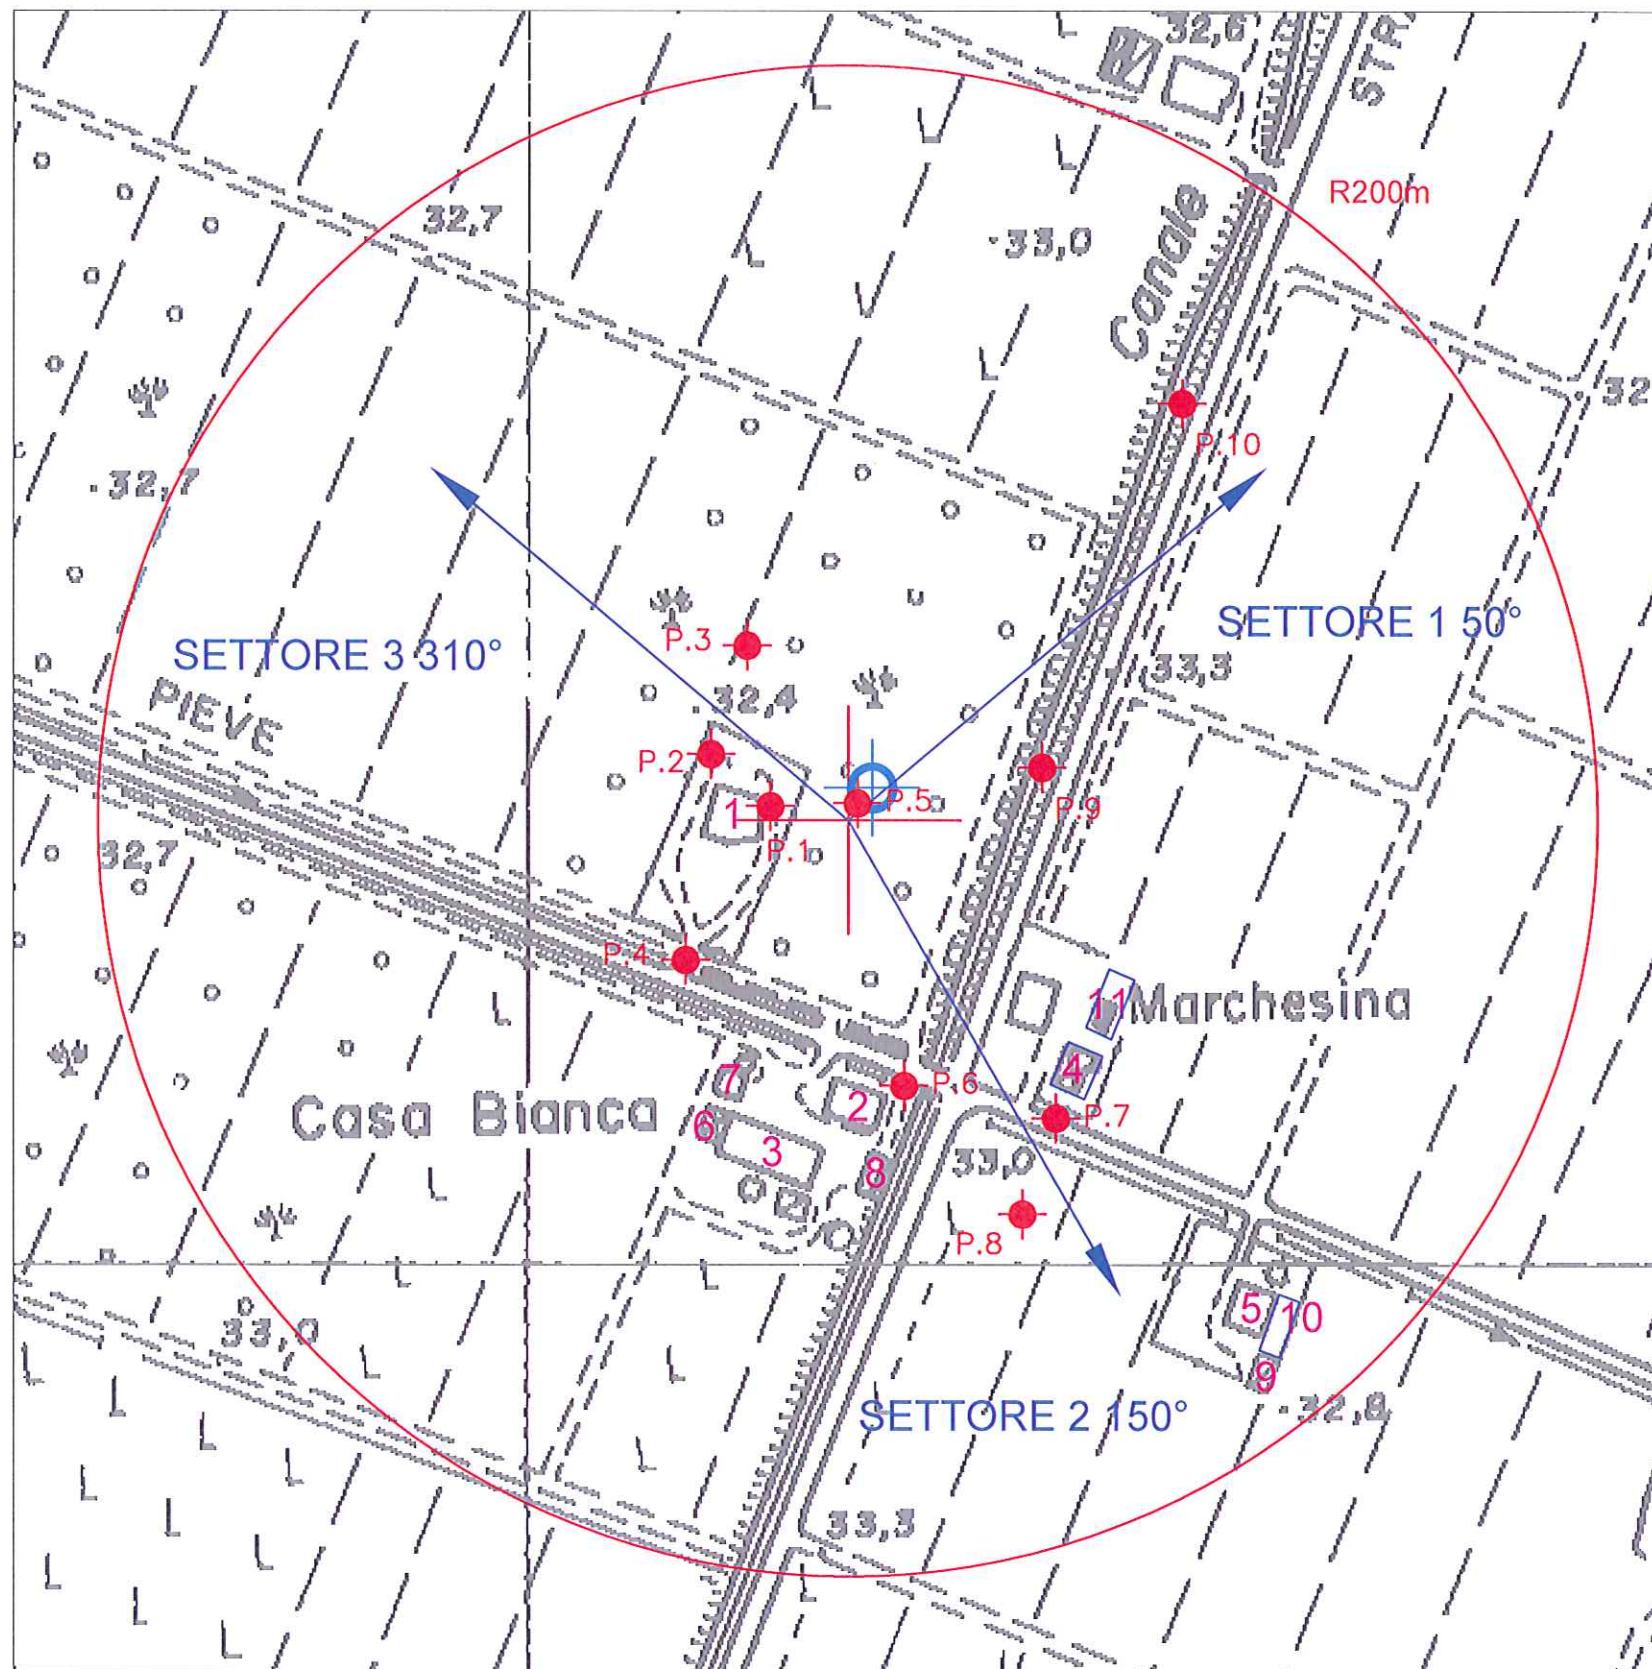 32,6
STR
R200m
32,7
33,0
Canale
32
P.10
32,7
SETTORE 1 50°
P.3
SETTORE 3 310°
33,3
32,4
PIEVE
P.2
P.5
1
P.9
P.1
32,7
P.4
11
Marchesina
4
7
P.6
2
Casa Bianca
P.7
6
3
33,0
8
P.8
5
10
33,0
9
32,8
SETTORE 2 150°
33,3